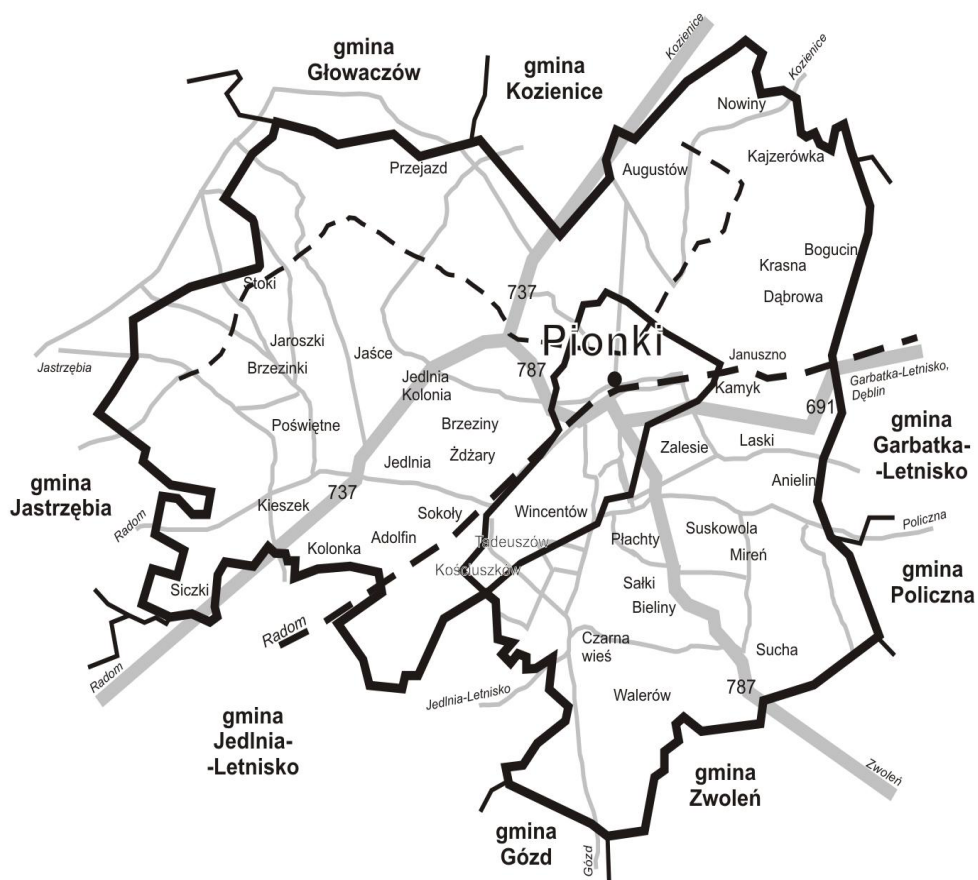 gmina
Głowaczów
gmina
Kozienice
Kozienice
Kozienice
Nowiny
Kajzerówka
Augustów
Przejazd
Bogucin
Krasna
Dąbrowa
Stoki
737
Pionki
Jaroszki
Brzezinki
Jaśce
787
Januszno
Kamyk
Jastrzębia
Jedlnia
Kolonia
Garbatka-Letnisko,
Dęblin
691
Poświętne
Brzeziny
Żdżary
Zalesie
Laski
gmina
Garbatka-
-Letnisko
Jedlnia
Anielin
gmina
Jastrzębia
737
Kieszek
Radom
Sokoły
Wincentów
Adolfin
Kolonka
Tadeuszów
Kościuszków
Płachty
Suskowola
Mireń
Policzna
gmina
Policzna
Siczki
Sałki
Bieliny
Radom
Radom
Czarna
wieś
Sucha
Jedlnia-Letnisko
Walerów
787
gmina
Jedlnia-
-Letnisko
gmina
Zwoleń
Zwoleń
gmina
Gózd
Gózd